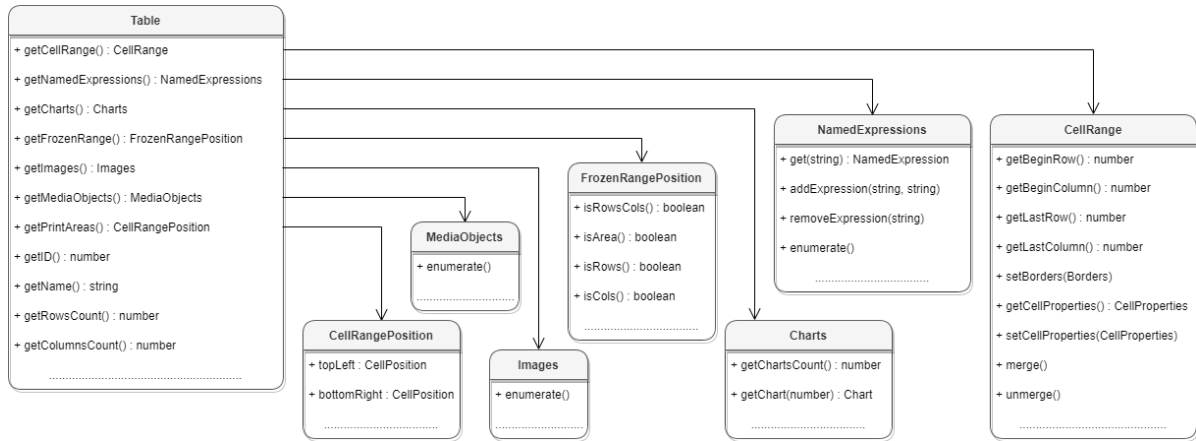 Table
+ getCellRange() : CellRange
+ getNamedExpressions() : NamedExpressions
+ getCharts() : Charts
+ getFrozenRange() : FrozenRangePosition
+ getImages() : Images
+ getMediaObjects() : MediaObjects
+ getPrintAreas() : CellRangePosition
+ getID() : number
+ getName() : string
+ getRowsCount() : number
+ getColumnsCount() : number
CellRangePosition
+ topLeft : CellPosition
+ bottomRight : CellPosition
MediaObjects
+ enumerate()
Images
+ enumerate()
FrozenRangePosition
+ isRowsCols() : boolean
+ isArea() : boolean
+ isRows() : boolean
+ isCols() : boolean
Charts
+ getChartsCount() : number
+ getChart(number) : Chart
NamedExpressions
+ get(string) : NamedExpression
+ addExpression(string, string)
+ removeExpression(string)
+ enumerate()
CellRange
+ getBeginRow() : number
+ getBeginColumn() : number
+ getLastRow() : number
+ getLastColumn() : number
+ setBorders(Borders)
+ getCellProperties() : CellProperties
+ setCellProperties(CellProperties)
+ merge()
+ unmerge()